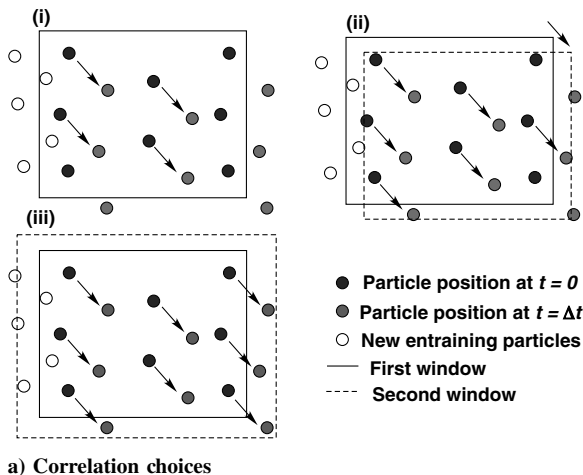 (i)
(ii)
(iii)
Particle position at t = 0
Particle position at t = Δt
New entraining particles
First window
Second window
a) Correlation choices